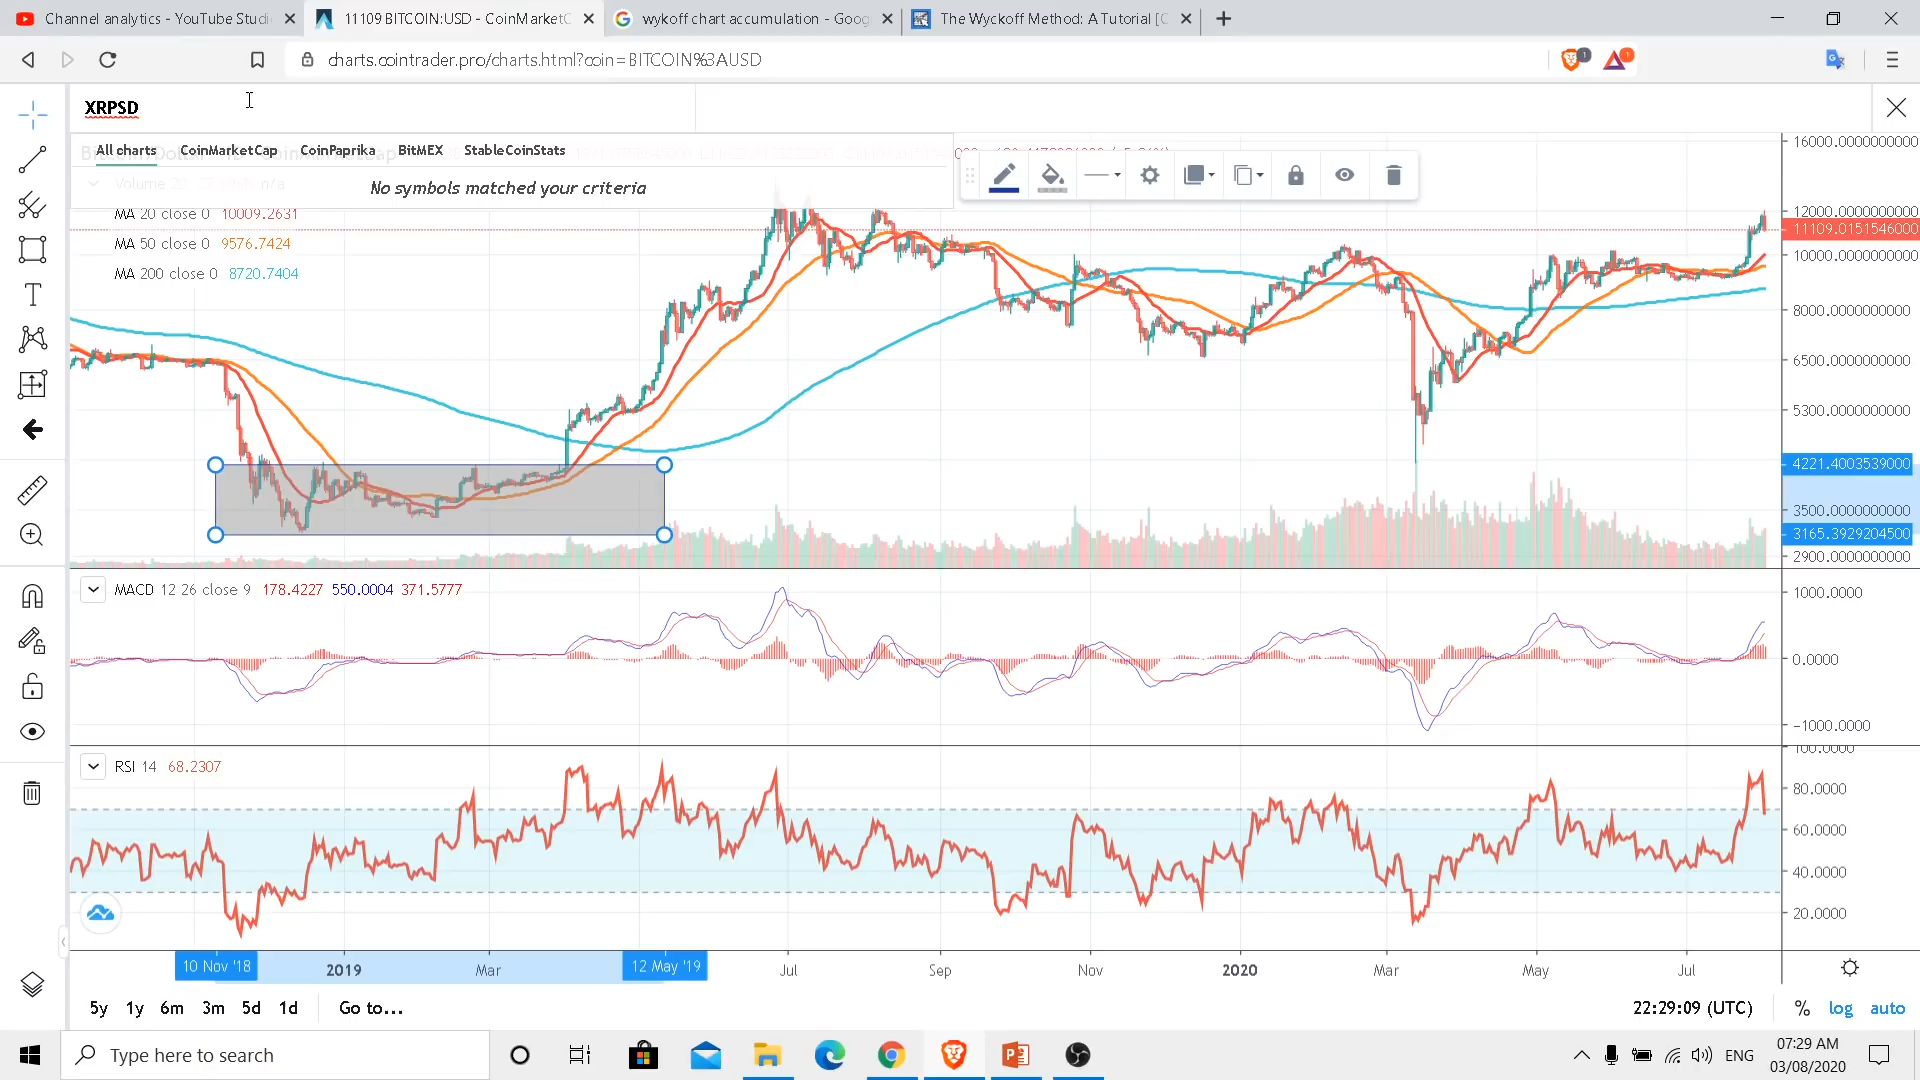 Channel analytics - YouTube Studi
11109 BITCOIN:USD - CoinMarketC
wykoff chart accumulation - Goog
The Wyckoff Method: A Tutorial [C
charts.cointrader.pro/charts.html?coin=BITCOIN%3AUSD
1
1
XRPSD
All charts CoinMarketCap CoinPaprika BitMEX StableCoinStats
No symbols matched your criteria
Volume 20 n/a
MA 20 close 0 10009.2631
MA 50 close 0 9576.7424
MA 200 close 0 8720.7404
16000.0000000000
12000.0000000000
11109.0151546000
10000.0000000000
8000.0000000000
6500.0000000000
5300.0000000000
4221.4003539000
3500.0000000000
3165.3929204500
2900.0000000000
MACD 12 26 close 9 178.4227 550.0004 371.5777
1000.0000
0.0000
-1000.0000
RSI 14 68.2307
100.0000
80.0000
60.0000
40.0000
20.0000
10 Nov '18 2019 Mar 12 May '19 Jul Sep Nov 2020 Mar May Jul
5y 1y 6m 3m 5d 1d Go to...
22:29:09 (UTC) % log auto
Type here to search
ENG
07:29 AM
03/08/2020